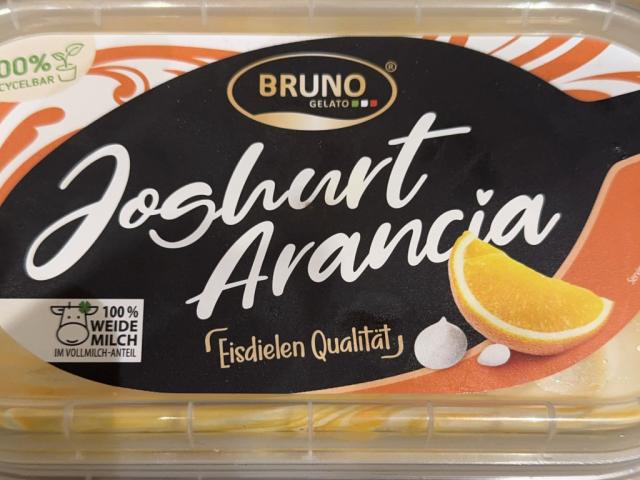 100%
BRUNO
®
GELATO
Joghurt
Arancia
100%
WEIDE
MILCH
IM VOLLMILCH-ANTEIL
Eisdielen Qualität